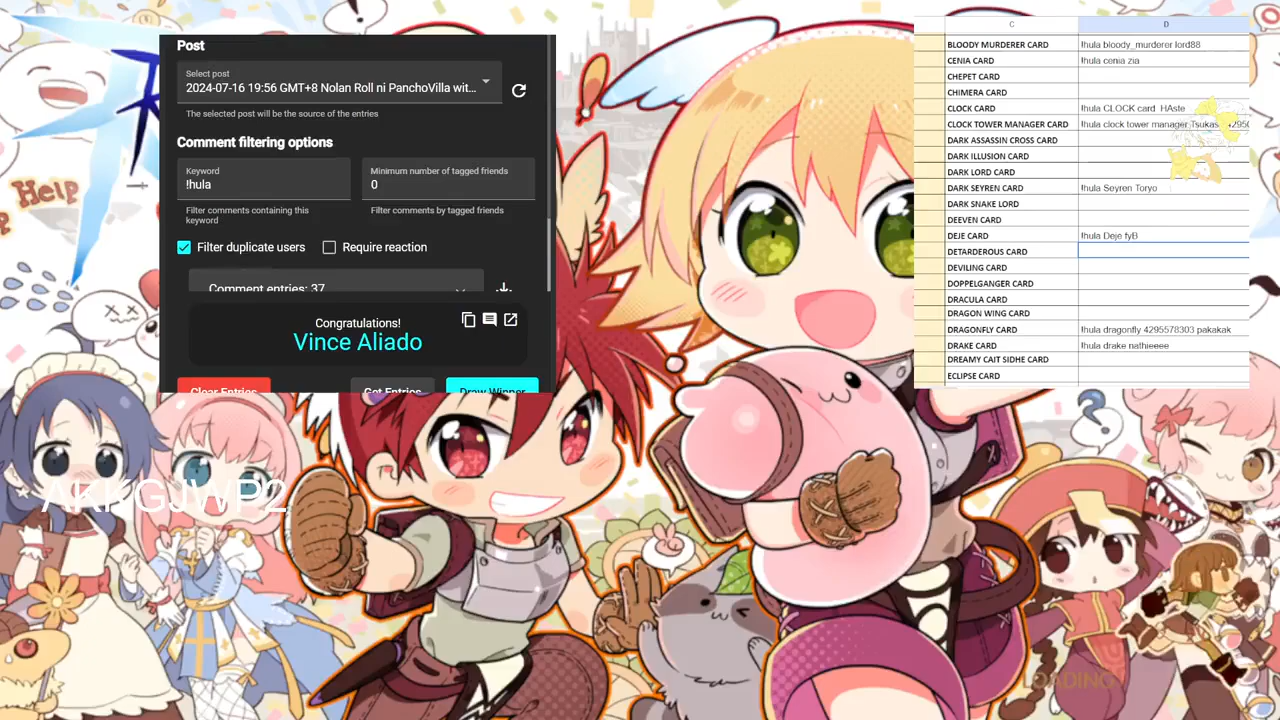 Post
Select post
2024-07-16 19:56 GMT+8 Nolan Roll ni PanchoVilla wit...
The selected post will be the source of the entries
Comment filtering options
Keyword
!hula
Filter comments containing this
keyword
Minimum number of tagged friends
0
Filter comments by tagged friends
Filter duplicate users
Require reaction
Comment entries: 37
Congratulations!
Vince Aliado
Clear Entries
Get Entries
Draw Winner
C D
BLOODY MURDERER CARD !hula bloody_murderer lord88
CENIA CARD !hula cenia zia
CHEPET CARD
CHIMERA CARD
CLOCK CARD !hula CLOCK card HAste
CLOCK TOWER MANAGER CARD !hula clock tower manager Tsukas
DARK ASSASSIN CROSS CARD
DARK ILLUSION CARD
DARK LORD CARD
DARK SEYREN CARD !hula Seyren Toryo
DARK SNAKE LORD
DEEVEN CARD
DEJE CARD !hula Deje fyB
DETARDEROUS CARD
DEVILING CARD
DOPPELGANGER CARD
DRACULA CARD
DRAGON WING CARD
DRAGONFLY CARD !hula dragonfly 4295578303 pakakak
DRAKE CARD !hula drake nathieeee
DREAMY CAIT SIDHE CARD
ECLIPSE CARD
Help
LOADING